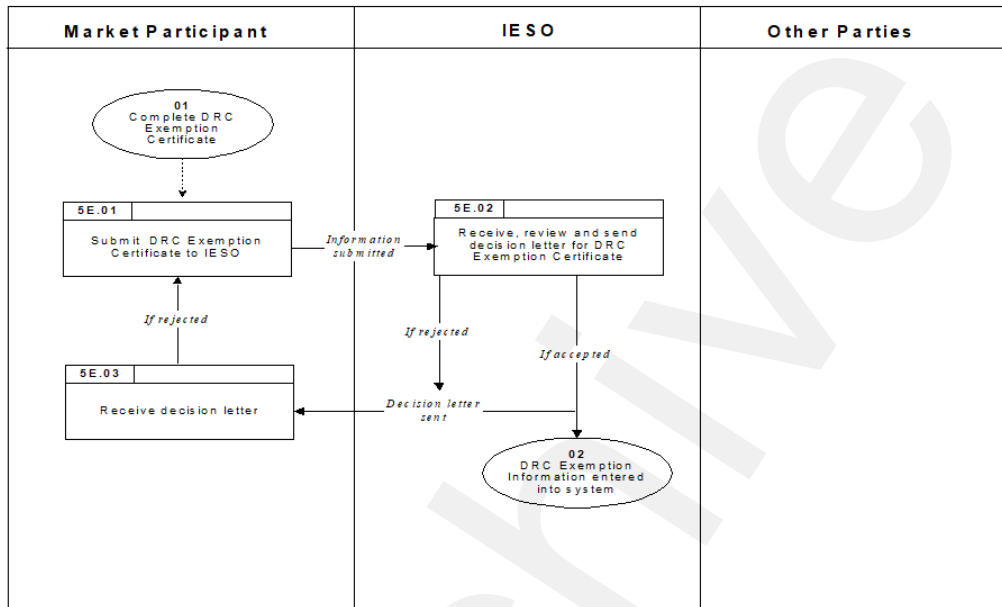 Market Participant
IESO
Other Parties
01
Complete DRC
Exemption
Certificate
5E.01
Submit DRC Exemption
Certificate to IESO
Information
submitted
5E.02
Receive, review and send
decision letter for DRC
Exemption Certificate
If rejected
If rejected
If accepted
5E.03
Receive decision letter
Decision letter
sent
02
DRC Exemption
Information entered
into system
hive